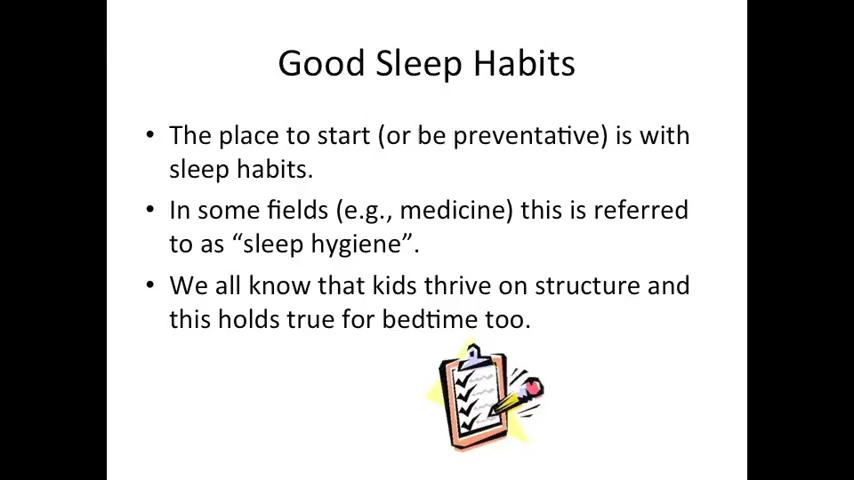 Good Sleep Habits
• The place to start (or be preventative) is with
sleep habits.
• In some fields (e.g., medicine) this is referred
to as “sleep hygiene”.
• We all know that kids thrive on structure and
this holds true for bedtime too.